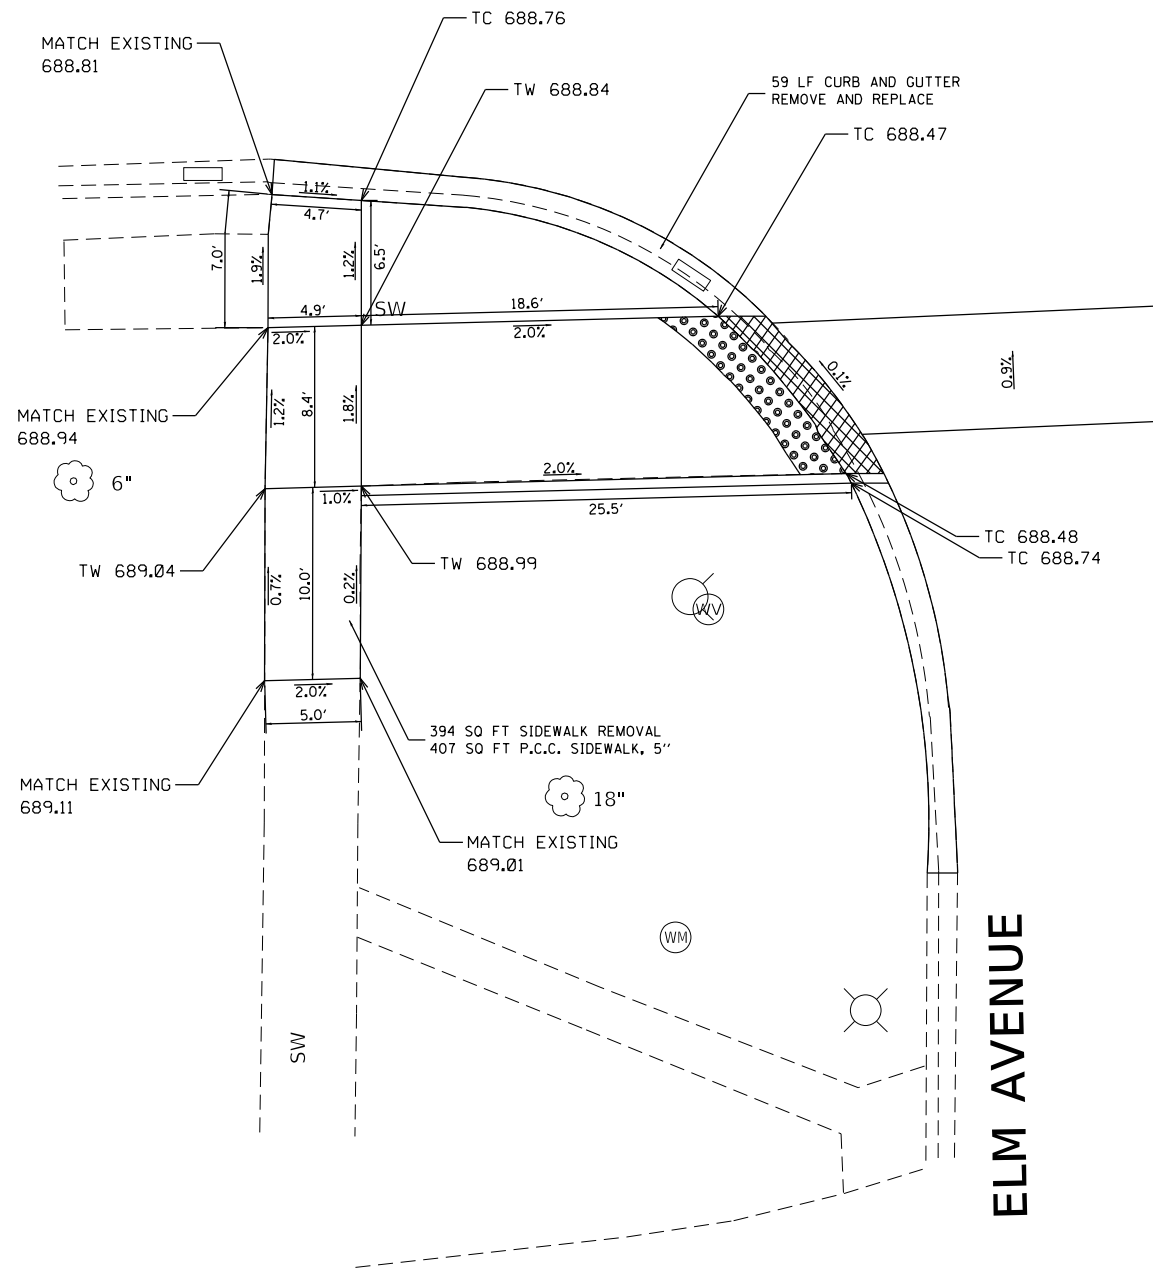 TC 688.76
MATCH EXISTING
688.81
TW 688.84
59 LF CURB AND GUTTER
REMOVE AND REPLACE
TC 688.47
1.1%
4.7'
7.0'
1.9%
1.2%
6.5'
4.9'
SW
18.6'
2.0%
2.0%
0.1%
0.9%
MATCH EXISTING
688.94
1.2%
8.4'
1.8%
6"
2.0%
1.0%
25.5'
TC 688.48
TC 688.74
TW 689.04
TW 688.99
0.7%
10.0'
0.2%
WV
2.0%
5.0'
394 SQ FT SIDEWALK REMOVAL
407 SQ FT P.C.C. SIDEWALK, 5''
MATCH EXISTING
689.11
18"
MATCH EXISTING
689.01
WM
SW
ELM AVENUE